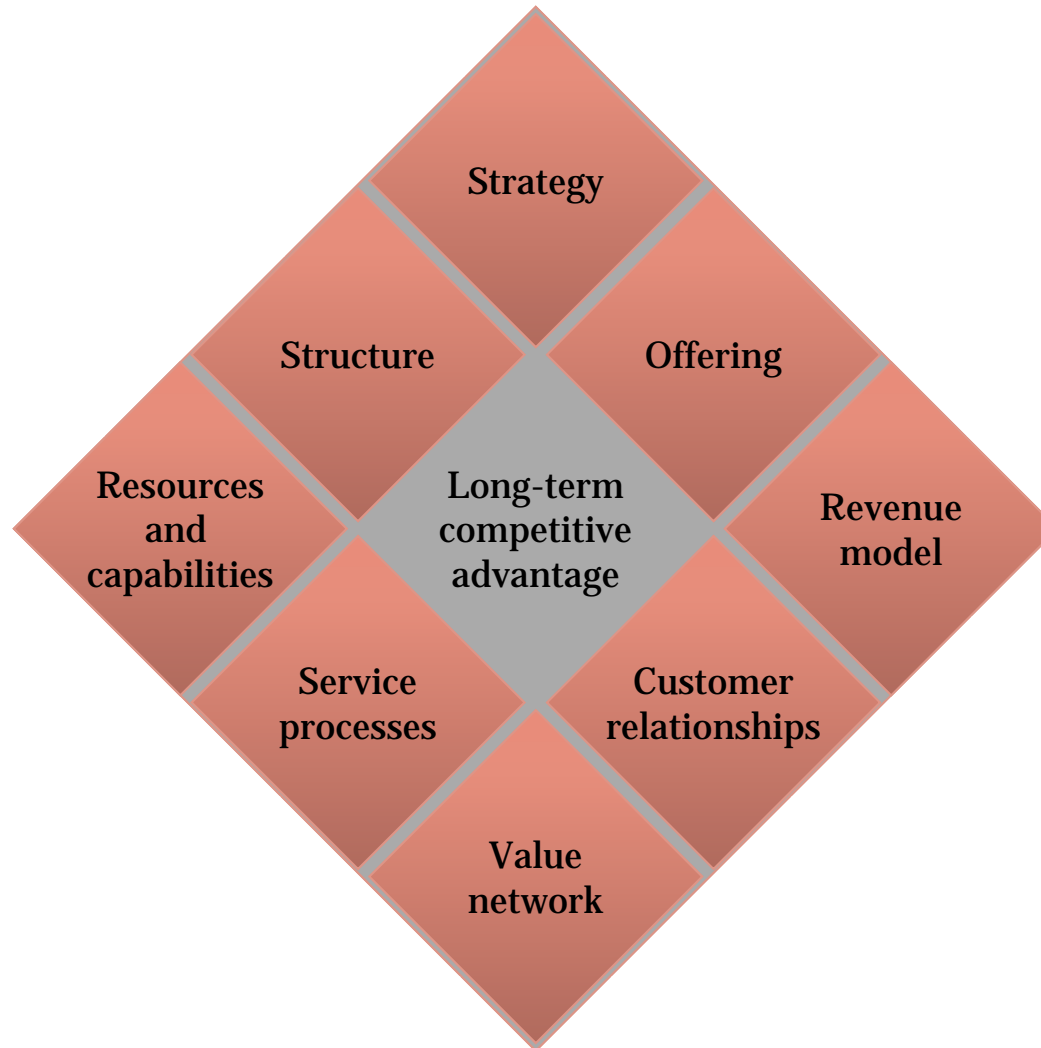 Strategy
Structure
Offering
Resources
and
capabilities
Long-term
competitive
advantage
Revenue
model
Service
processes
Customer
relationships
Value
network